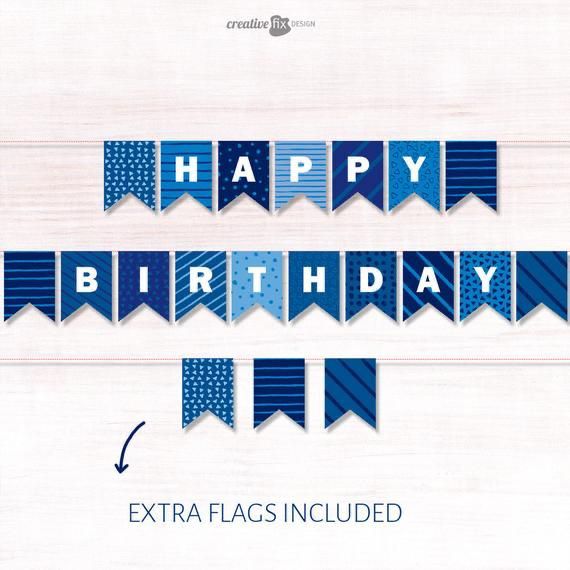 creative fix DESIGN
HAPPY
BIRTHDAY
EXTRA FLAGS INCLUDED